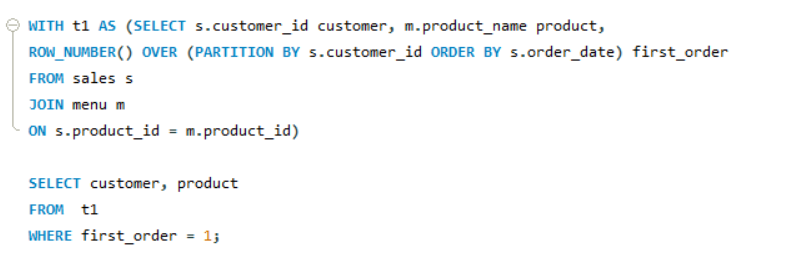 WITH t1 AS (SELECT s.customer_id customer, m.product_name product,
ROW_NUMBER() OVER (PARTITION BY s.customer_id ORDER BY s.order_date) first_order
FROM sales s
JOIN menu m
ON s.product_id = m.product_id)
SELECT customer, product
FROM  t1
WHERE first_order = 1;